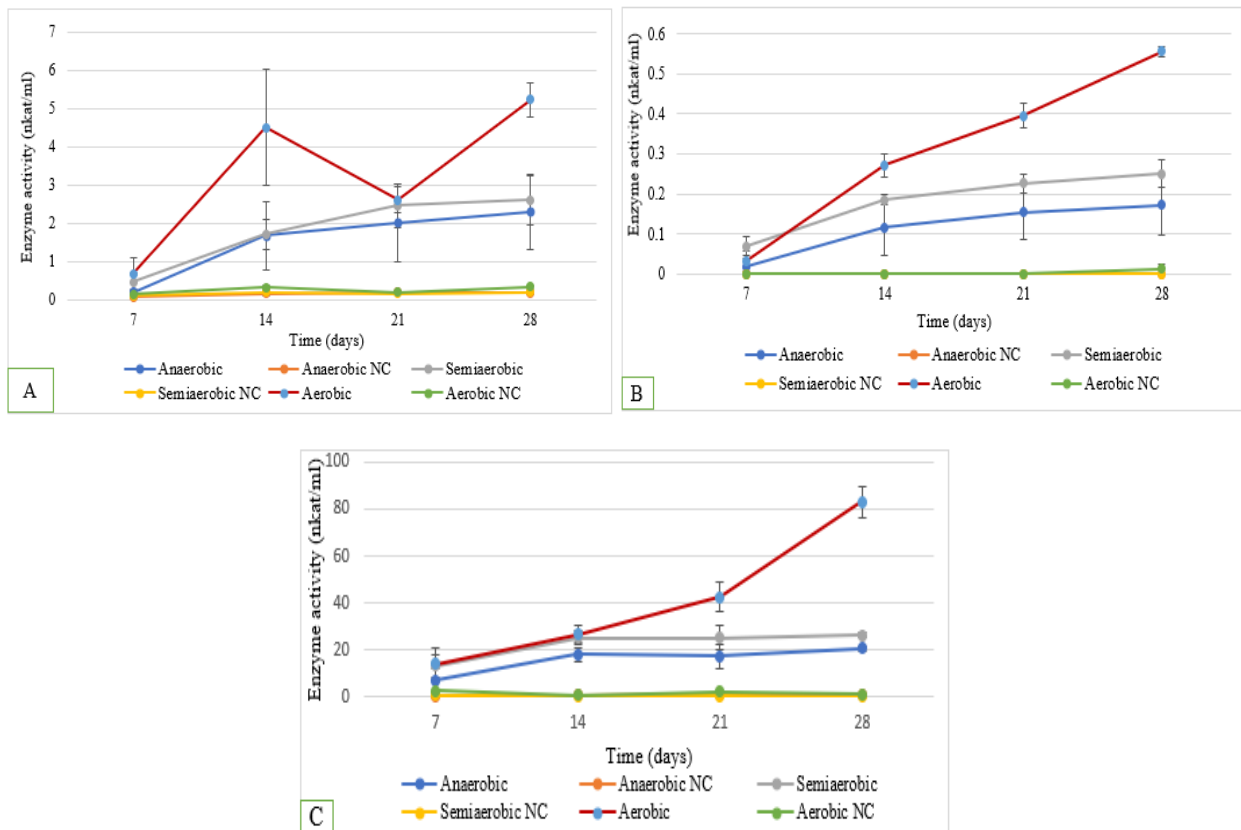 Enzyme activity (nkat/ml)
7
6
5
4
3
2
1
0
7 14 21 28
Time (days)
Anaerobic Anaerobic NC Semiaerobic
Semiaerobic NC Aerobic Aerobic NC
A
Enzyme activity (nkat/ml)
0.6
0.5
0.4
0.3
0.2
0.1
0
7 14 21 28
Time (days)
Anaerobic Anaerobic NC Semiaerobic
Semiaerobic NC Aerobic Aerobic NC
B
Enzyme activity (nkat/ml)
100
80
60
40
20
0
7 14 21 28
Time (days)
Anaerobic Anaerobic NC Semiaerobic
Semiaerobic NC Aerobic Aerobic NC
C